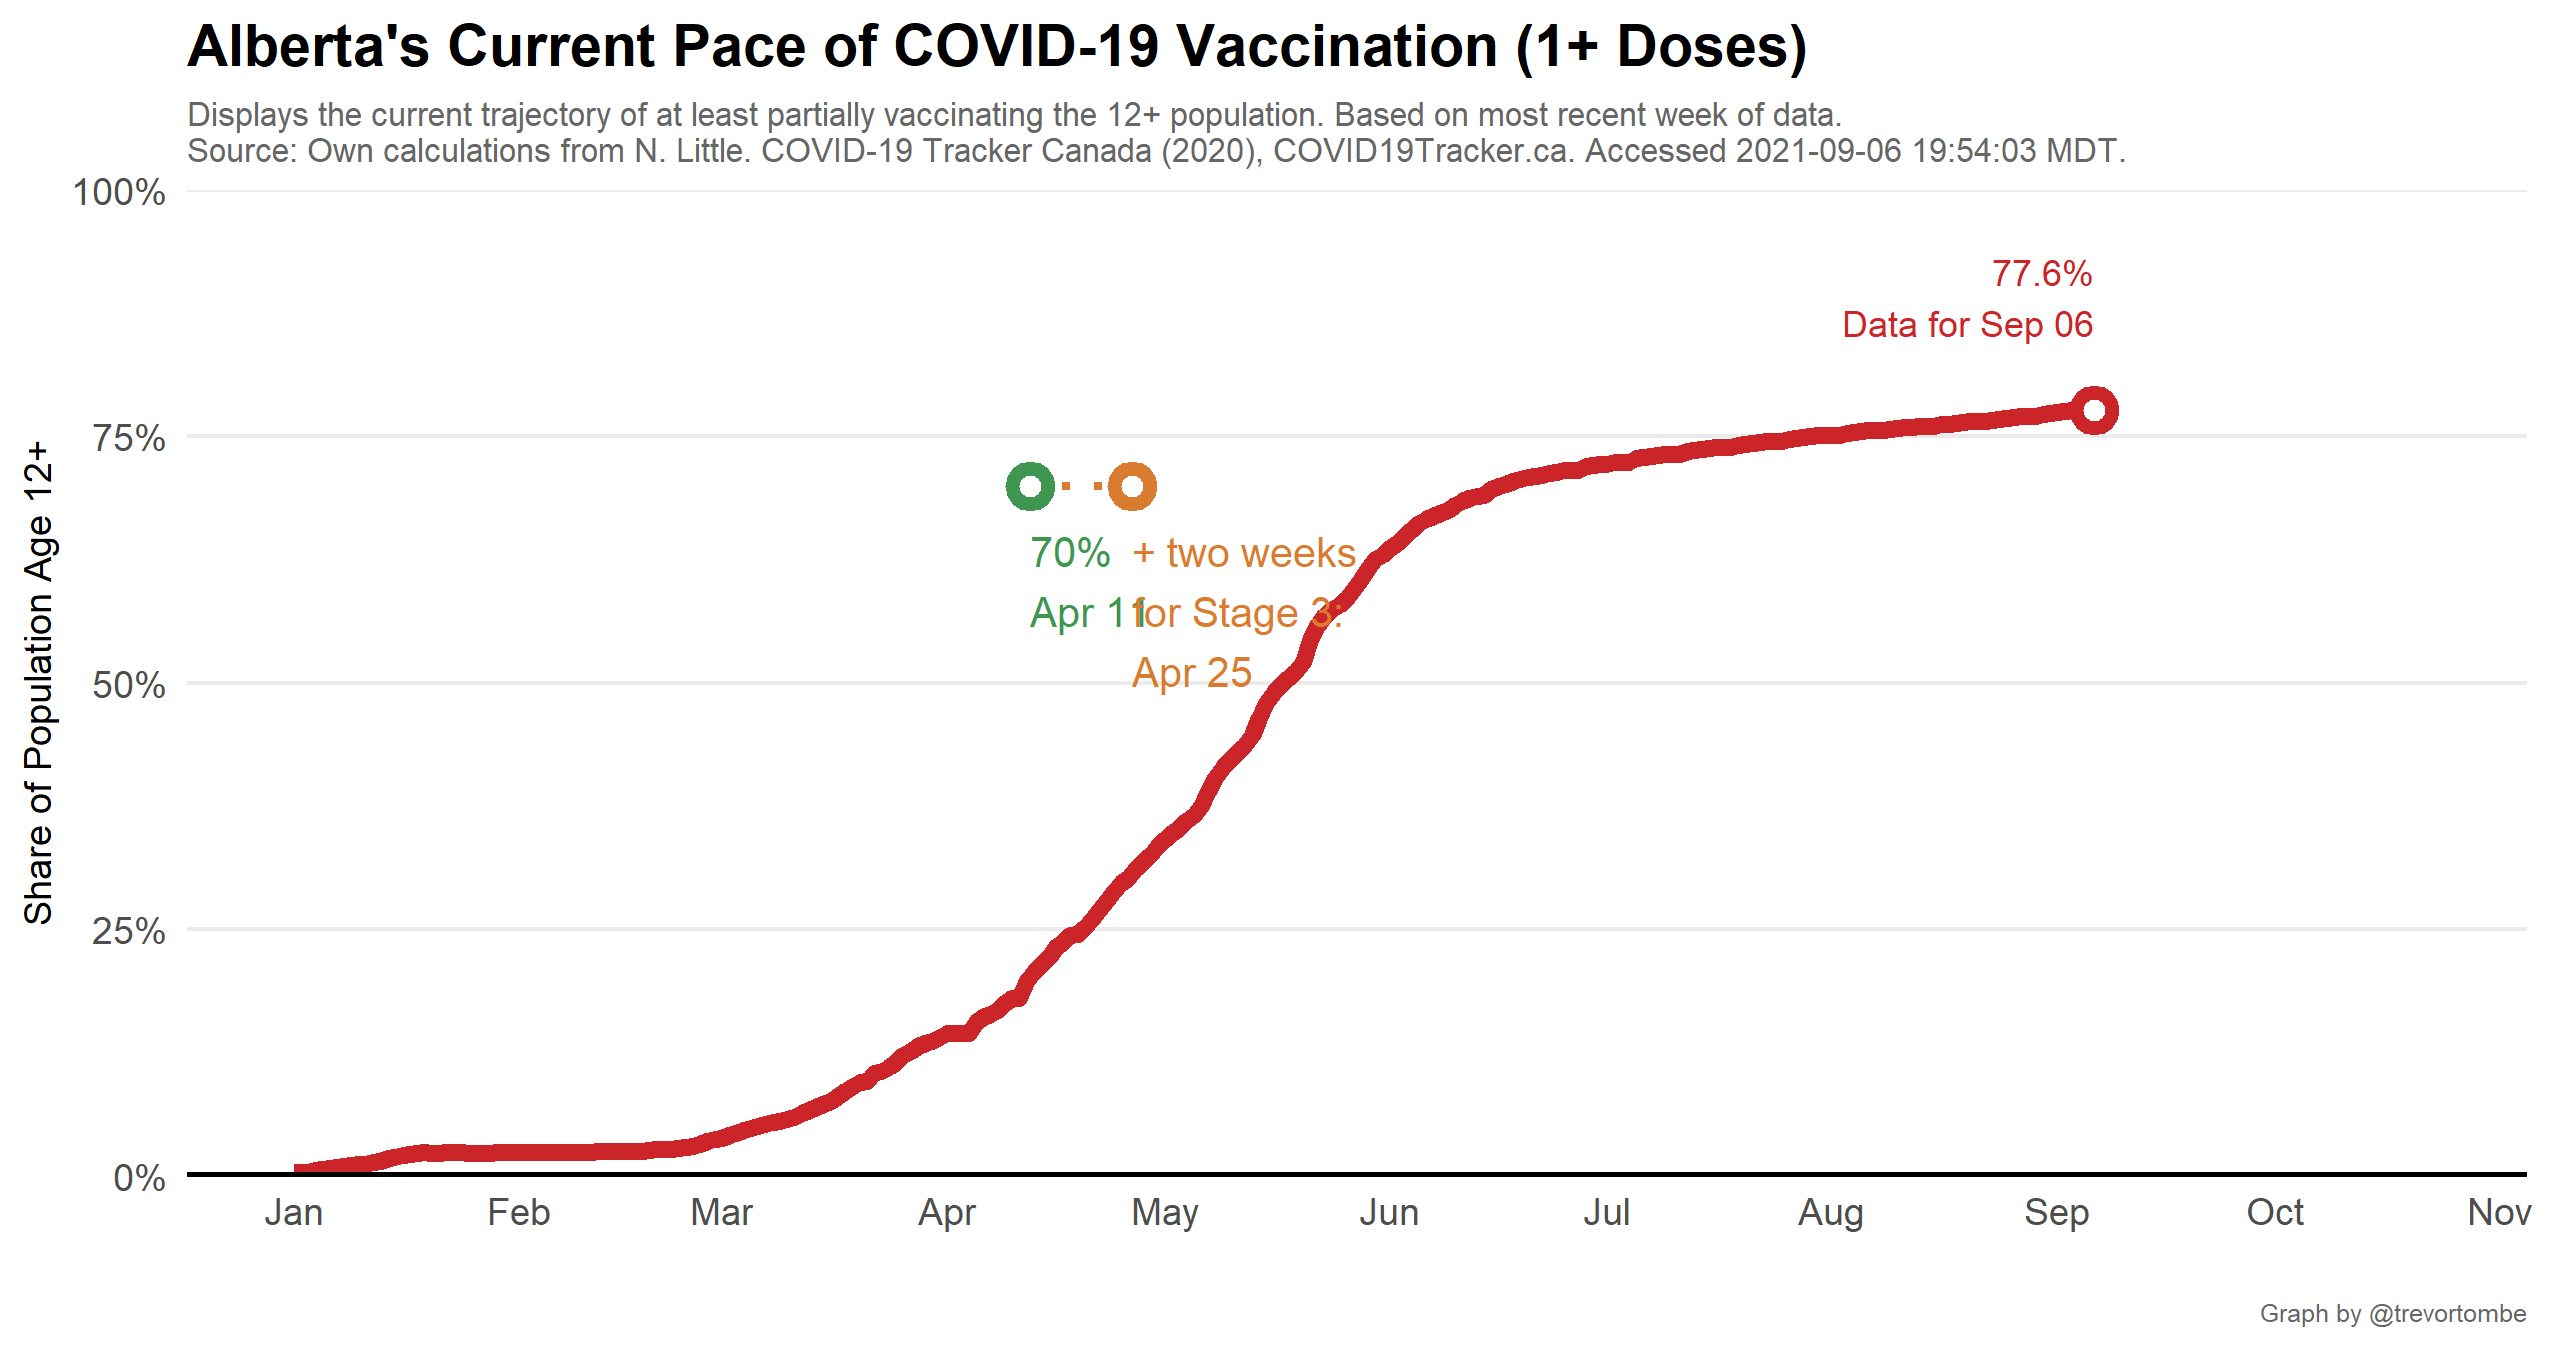 Alberta's Current Pace of COVID-19 Vaccination (1+ Doses)
Displays the current trajectory of at least partially vaccinating the 12+ population. Based on most recent week of data.
Source: Own calculations from N. Little. COVID-19 Tracker Canada (2020), COVID19Tracker.ca. Accessed 2021-09-06 19:54:03 MDT.
Share of Population Age 12+
100%
75%
50%
25%
0%
77.6%
Data for Sep 06
70%
Apr 11
+ two weeks
for Stage 3:
Apr 25
Jan
Feb
Mar
Apr
May
Jun
Jul
Aug
Sep
Oct
Nov
Graph by @trevortombe